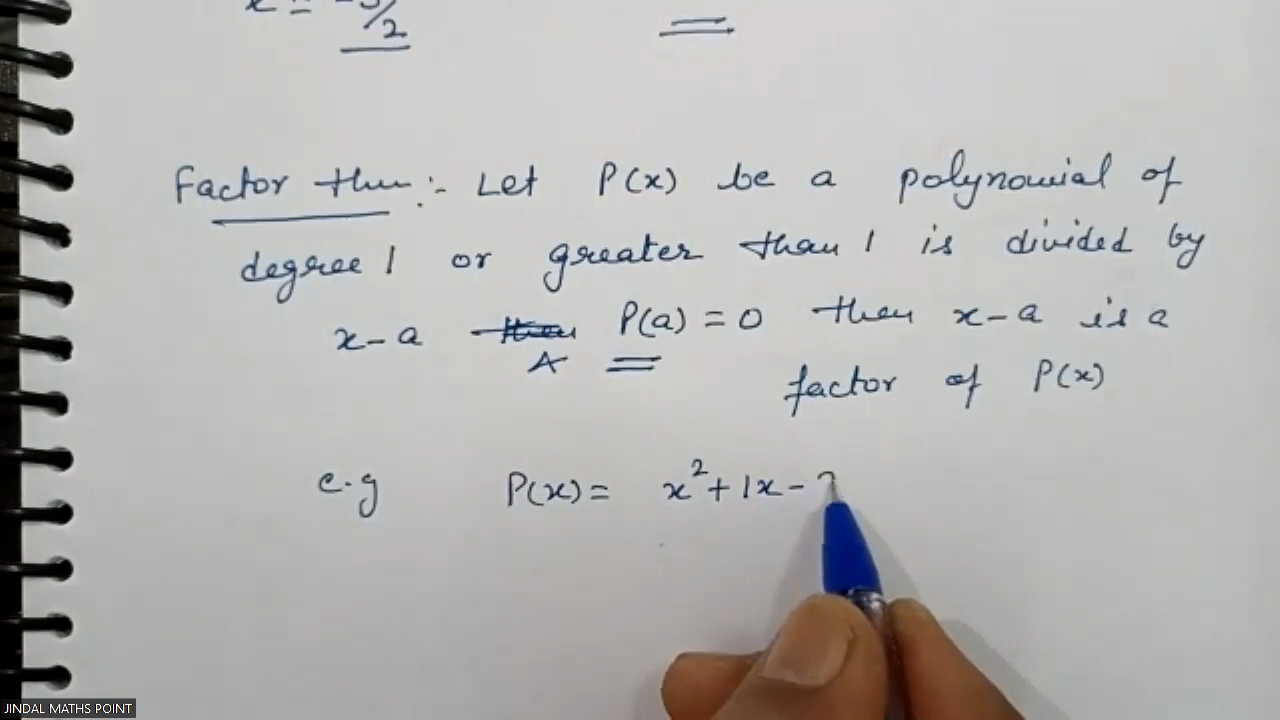 x = -3/2
Factor thm :- Let P(x) be a polynomial of
degree 1 or greater than 1 is divided by
x-a P(a) = 0 then x-a is a
factor of P(x)
e.g P(x) = x² + 1x -
JINDAL MATHS POINT